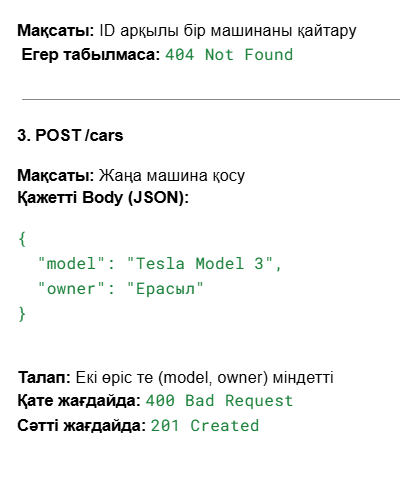 Мақсаты: ID арқылы бір машинаны қайтару
Егер табылмаса: 404 Not Found
3. POST /cars
Мақсаты: Жаңа машина қосу
Қажетті Body (JSON):
{
"model": "Tesla Model 3",
"owner": "Ерасыл"
}
Талап: Екі өріс те (model, owner) міндетті
Қате жағдайда: 400 Bad Request
Сәтті жағдайда: 201 Created